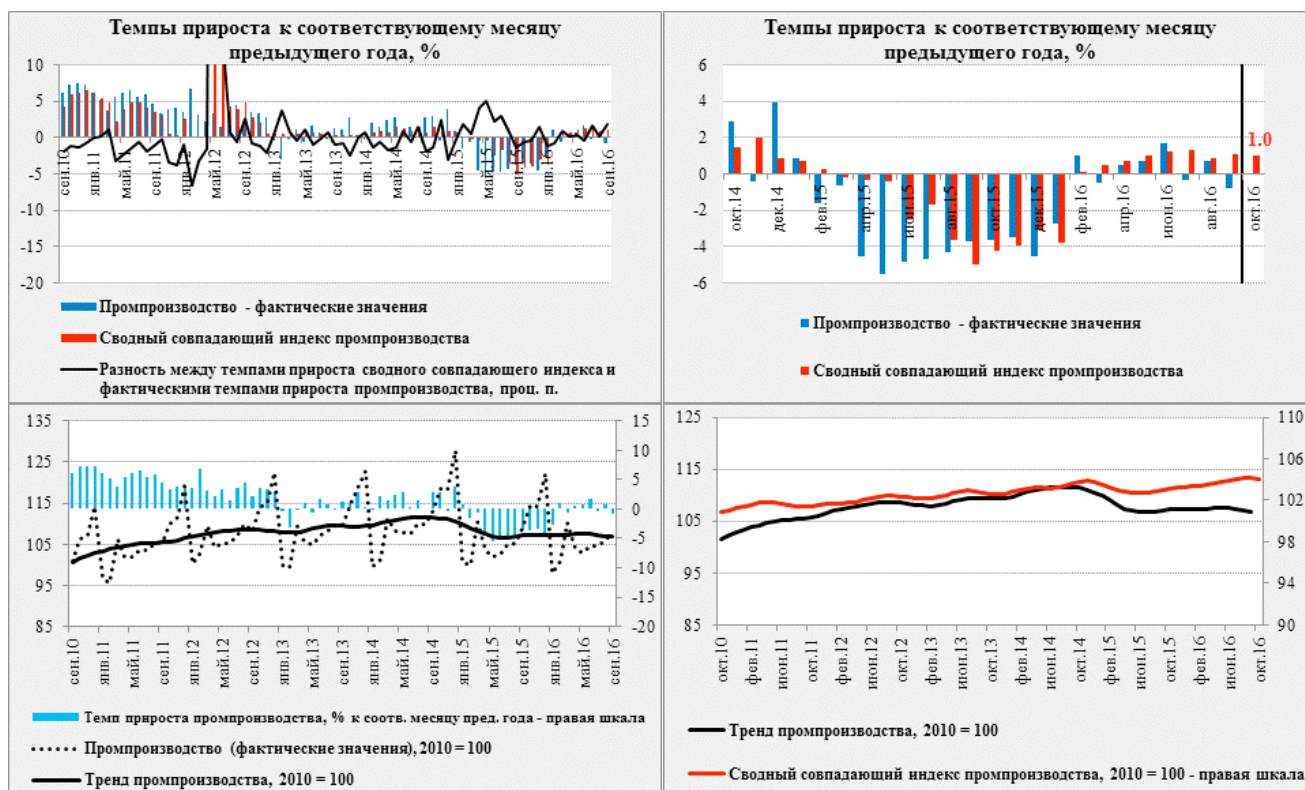 Темпы прироста к соответствующему месяцу
предыдущего года, %
10
5
0
-5
-10
-15
-20
сен.10
янв.11
май.11
сен.11
янв.12
май.12
сен.12
янв.13
май.13
сен.13
янв.14
май.14
сен.14
янв.15
май.15
сен.15
янв.16
май.16
сен.16
Промпроизводство - фактические значения
Сводный совпадающий индекс промпроизводства
Разность между темпами прироста сводного совпадающего индекса и
фактическими темпами прироста промпроизводства, проц. п.
Темпы прироста к соответствующему месяцу
предыдущего года, %
6
4
2
0
-2
-4
-6
1.0
окт.14
дек.14
фев.15
апр.15
июн.15
авг.15
окт.15
дек.15
фев.16
апр.16
июн.16
авг.16
окт.16
Промпроизводство - фактические значения
Сводный совпадающий индекс промпроизводства
135
125
115
105
95
85
15
10
5
0
-5
-10
-15
-20
сен.10
янв.11
май.11
сен.11
янв.12
май.12
сен.12
янв.13
май.13
сен.13
янв.14
май.14
сен.14
янв.15
май.15
сен.15
янв.16
май.16
сен.16
Темп прироста промпроизводства, % к соотв. месяцу пред. года - правая шкала
Промпроизводство (фактические значения), 2010 = 100
Тренд промпроизводства, 2010 = 100
125
115
105
95
85
110
106
102
98
94
90
окт.10
фев.11
июн.11
окт.11
фев.12
июн.12
окт.12
фев.13
июн.13
окт.13
фев.14
июн.14
окт.14
фев.15
июн.15
окт.15
фев.16
июн.16
окт.16
Тренд промпроизводства, 2010 = 100
Сводный совпадающий индекс промпроизводства, 2010 = 100 - правая шкала